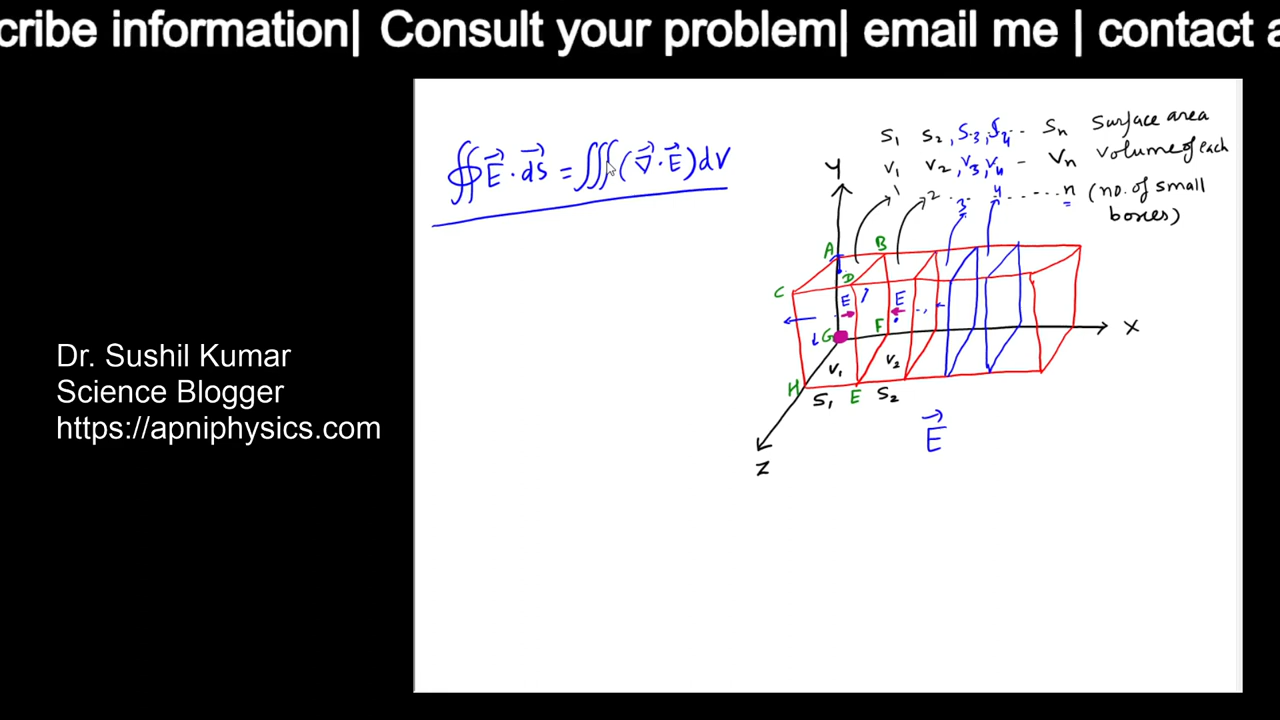 cribe information| Consult your problem| email me | contact a
∯ E⃗ · dS⃗ = ∭ (∇⃗ · E⃗) dV
S₁ S₂, S₃, S₄ .. Sₙ Surface area
V₁ V₂, V₃, V₄ - Vₙ Volume of each
1 2 .. 3 .. 4 ..... n (no. of small
boxes)
Y
A B
C D
E E
G F X
V₁ V₂
H S₁ E S₂
E⃗
Z
Dr. Sushil Kumar
Science Blogger
https://apniphysics.com